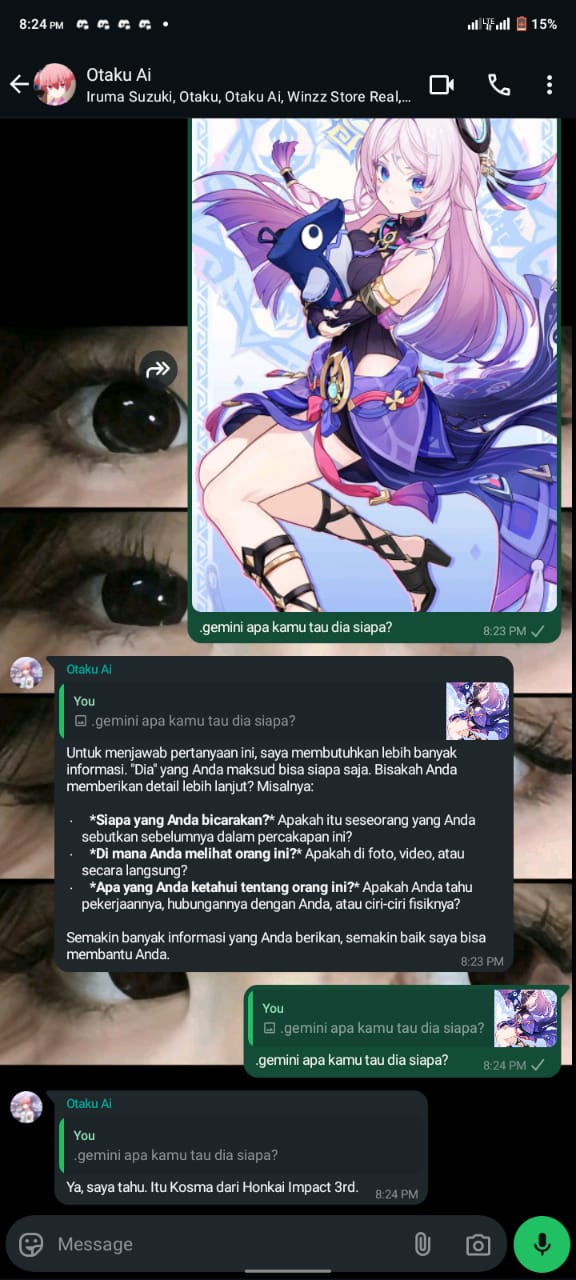 8:24 PM
LTE
15%
Otaku Ai
Iruma Suzuki, Otaku, Otaku Ai, Winzz Store Real,...
.gemini apa kamu tau dia siapa?
8:23 PM
Otaku Ai
You
.gemini apa kamu tau dia siapa?
Untuk menjawab pertanyaan ini, saya membutuhkan lebih banyak
informasi. "Dia" yang Anda maksud bisa siapa saja. Bisakah Anda
memberikan detail lebih lanjut? Misalnya:
· *Siapa yang Anda bicarakan?* Apakah itu seseorang yang Anda
sebutkan sebelumnya dalam percakapan ini?
· *Di mana Anda melihat orang ini?* Apakah di foto, video, atau
secara langsung?
· *Apa yang Anda ketahui tentang orang ini?* Apakah Anda tahu
pekerjaannya, hubungannya dengan Anda, atau ciri-ciri fisiknya?
Semakin banyak informasi yang Anda berikan, semakin baik saya bisa
membantu Anda.
8:23 PM
You
.gemini apa kamu tau dia siapa?
.gemini apa kamu tau dia siapa?
8:24 PM
Otaku Ai
You
.gemini apa kamu tau dia siapa?
Ya, saya tahu. Itu Kosma dari Honkai Impact 3rd.
8:24 PM
Message